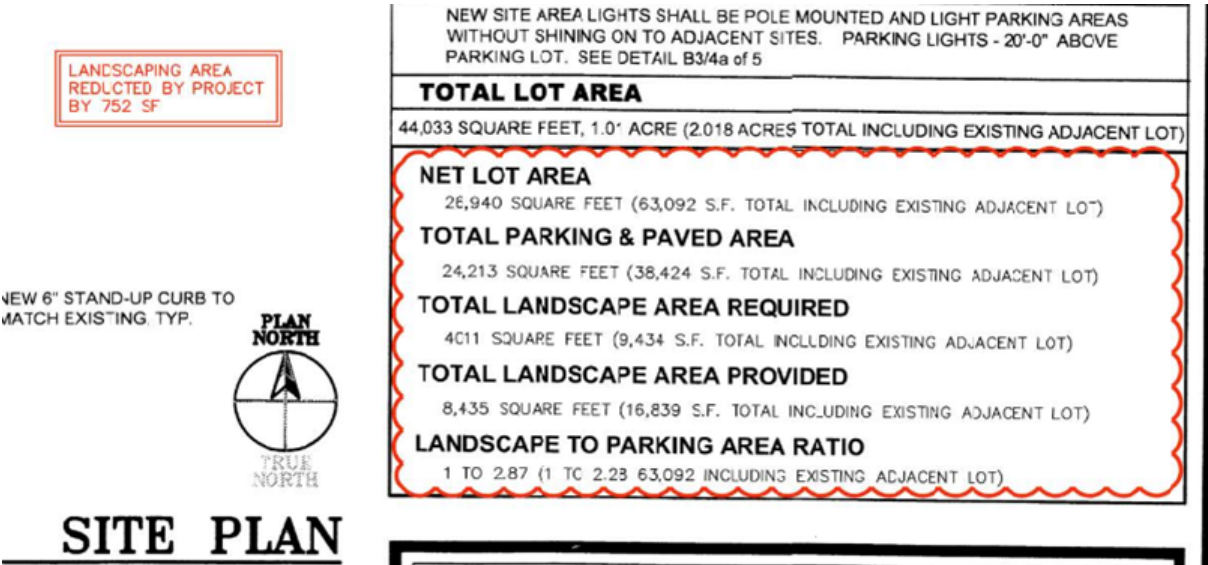 NEW SITE AREA LIGHTS SHALL BE POLE MOUNTED AND LIGHT PARKING AREAS
WITHOUT SHINING ON TO ADJACENT SITES. PARKING LIGHTS - 20'-0" ABOVE
PARKING LOT. SEE DETAIL B3/4a of 5
LANDSCAPING AREA
REDUCTED BY PROJECT
BY 752 SF
TOTAL LOT AREA
44,033 SQUARE FEET, 1.01 ACRE (2.018 ACRES TOTAL INCLUDING EXISTING ADJACENT LOT)
NET LOT AREA
26,940 SQUARE FEET (63,092 S.F. TOTAL INCLUDING EXISTING ADJACENT LOT)
TOTAL PARKING & PAVED AREA
24,213 SQUARE FEET (38,424 S.F. TOTAL INCLUDING EXISTING ADJACENT LOT)
TOTAL LANDSCAPE AREA REQUIRED
4011 SQUARE FEET (9,434 S.F. TOTAL INCLUDING EXISTING ADJACENT LOT)
TOTAL LANDSCAPE AREA PROVIDED
8,435 SQUARE FEET (16,839 S.F. TOTAL INCLUDING EXISTING ADJACENT LOT)
LANDSCAPE TO PARKING AREA RATIO
1 TO 2.87 (1 TO 2.28 63,092 INCLUDING EXISTING ADJACENT LOT)
NEW 6" STAND-UP CURB TO
MATCH EXISTING, TYP.
PLAN
NORTH
TRUE
NORTH
SITE PLAN